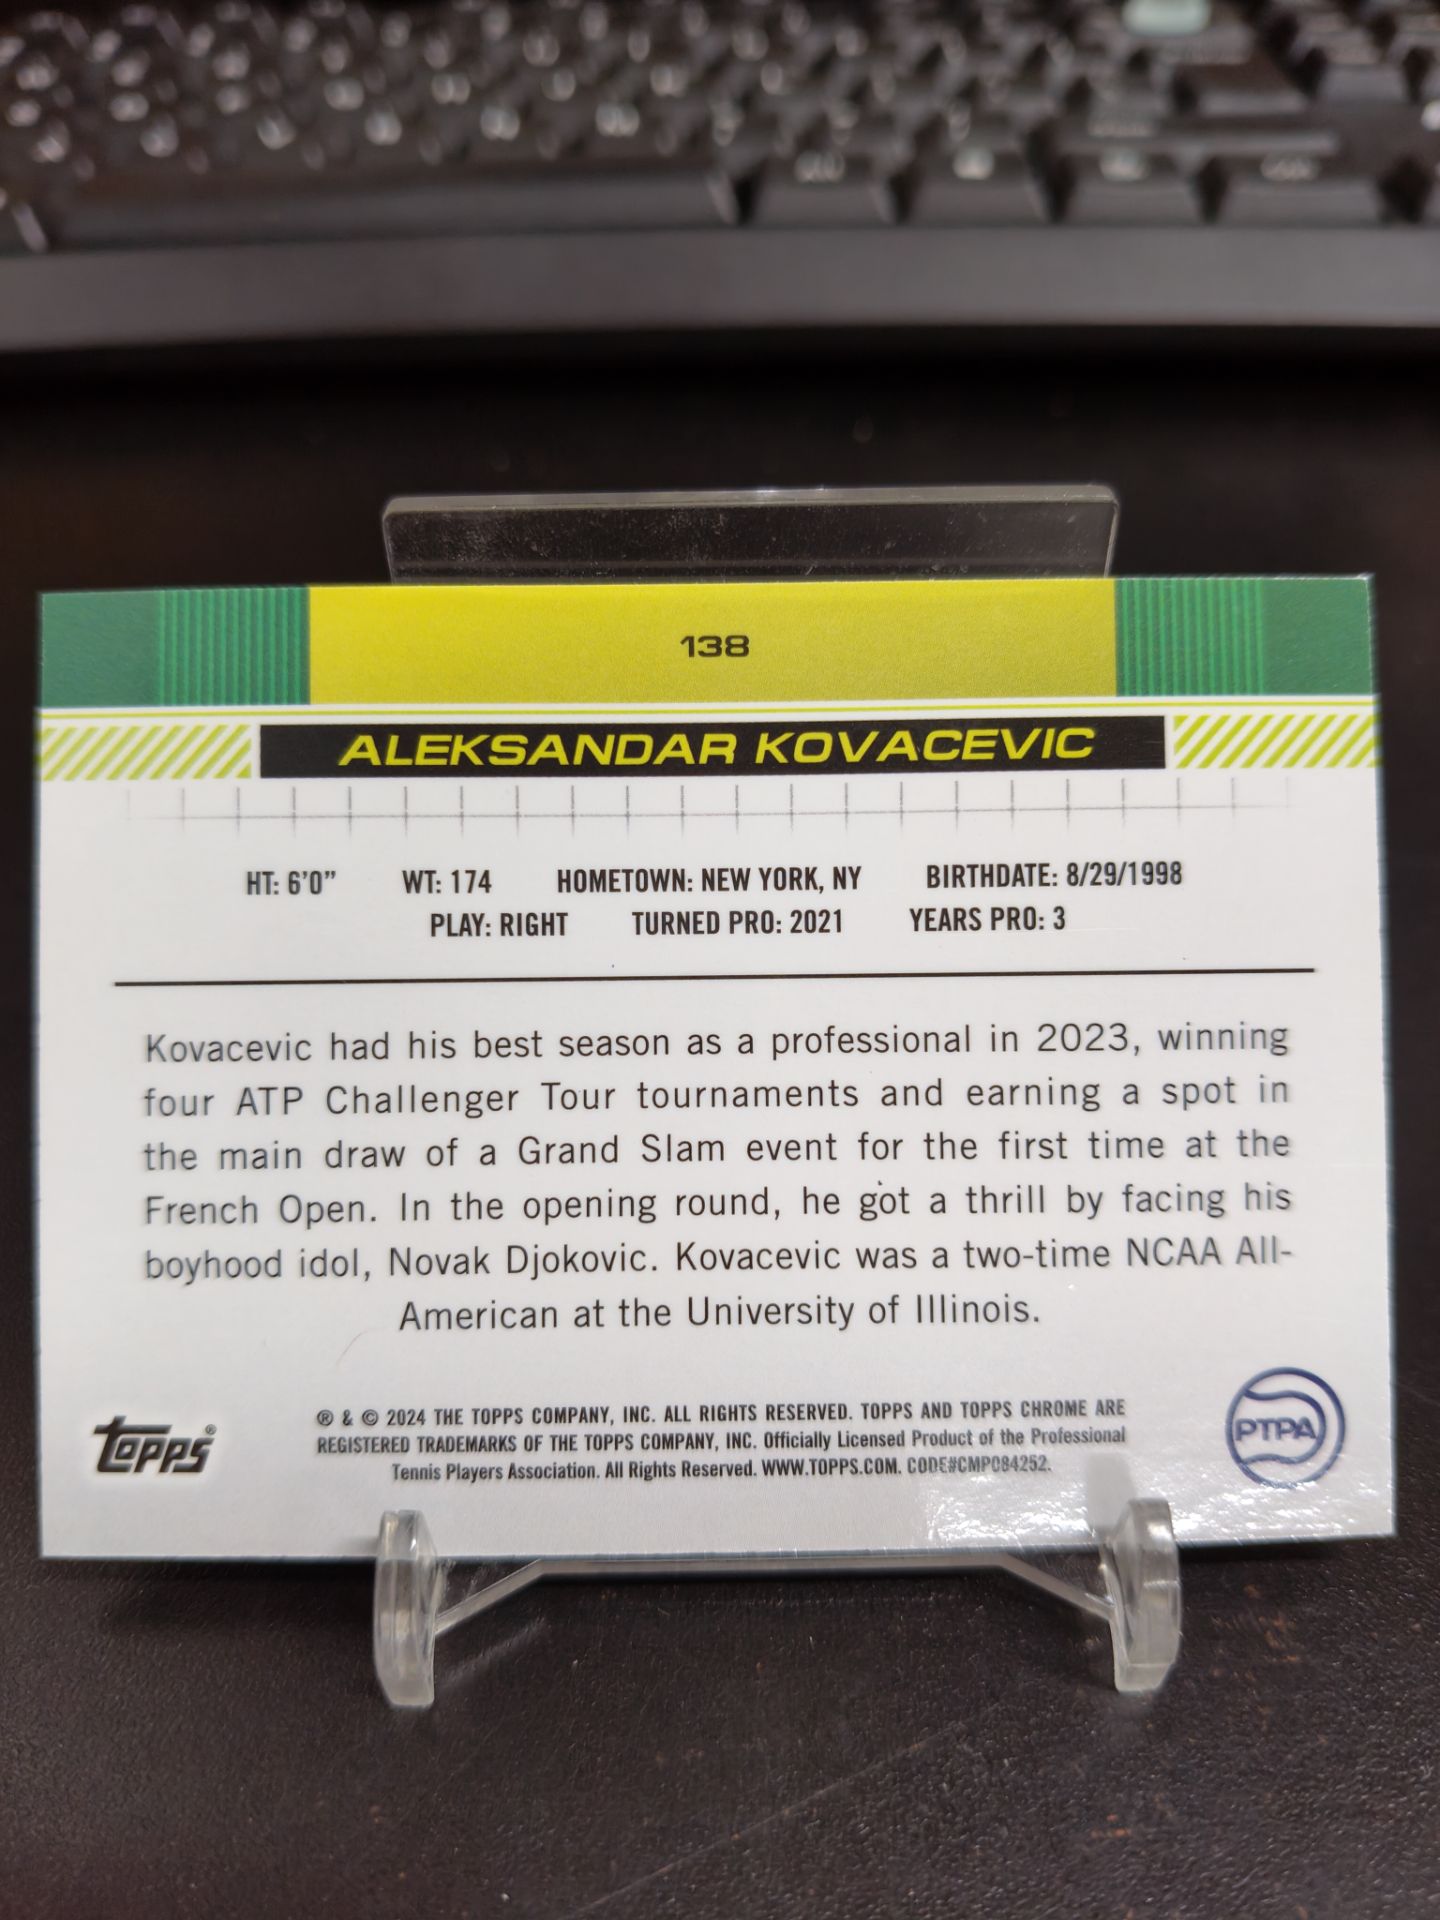 138
ALEKSANDAR KOVACEVIC
HT: 6'0" WT: 174 HOMETOWN: NEW YORK, NY BIRTHDATE: 8/29/1998
PLAY: RIGHT TURNED PRO: 2021 YEARS PRO: 3
Kovacevic had his best season as a professional in 2023, winning
four ATP Challenger Tour tournaments and earning a spot in
the main draw of a Grand Slam event for the first time at the
French Open. In the opening round, he got a thrill by facing his
boyhood idol, Novak Djokovic. Kovacevic was a two-time NCAA All-
American at the University of Illinois.
topps®
® & © 2024 THE TOPPS COMPANY, INC. ALL RIGHTS RESERVED. TOPPS AND TOPPS CHROME ARE
REGISTERED TRADEMARKS OF THE TOPPS COMPANY, INC. Officially Licensed Product of the Professional
Tennis Players Association. All Rights Reserved. WWW.TOPPS.COM. CODE#CMP084252.
PTPA